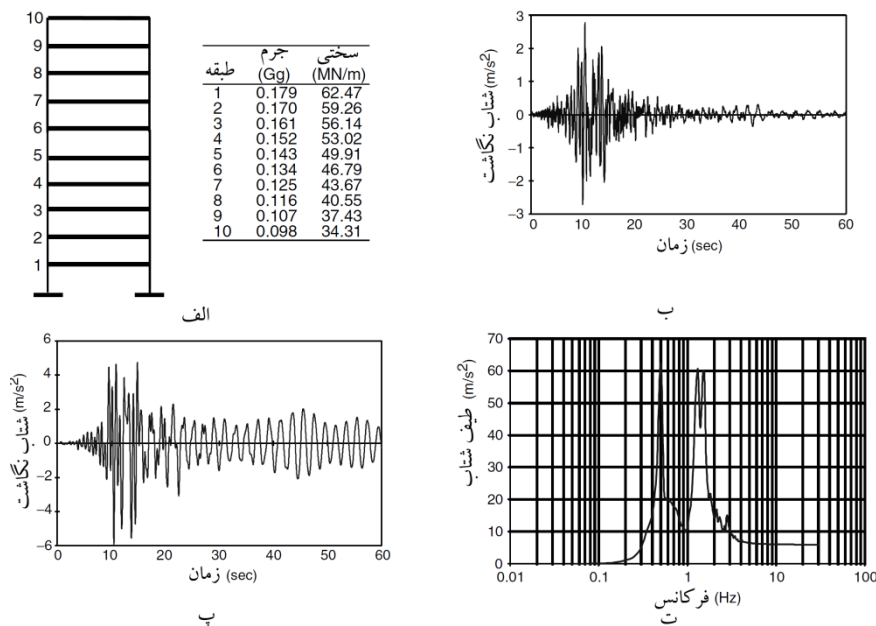 10
9
8
7
6
5
4
3
2
1
طبقه جرم (Gg) سختی (MN/m)
1 0.179 62.47
2 0.170 59.26
3 0.161 56.14
4 0.152 53.02
5 0.143 49.91
6 0.134 46.79
7 0.125 43.67
8 0.116 40.55
9 0.107 37.43
10 0.098 34.31
الف
شتاب نگاشت (m/s²)
3
2
1
0
−1
−2
−3
0 10 20 30 40 50 60
زمان (sec)
ب
شتاب نگاشت (m/s²)
6
4
2
0
−2
−4
−6
0 10 20 30 40 50 60
زمان (sec)
پ
طیف شتاب
70
60
50
40
30
20
10
0
0.01 0.1 1 10 100
فرکانس (Hz)
ت